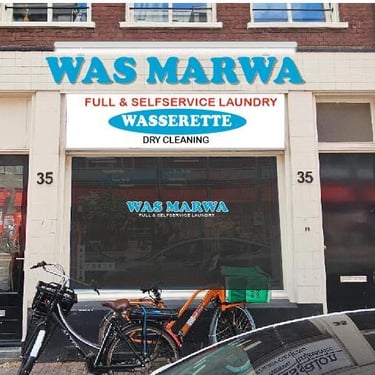 WAS MARWA
FULL & SELFSERVICE LAUNDRY
WASSERETTE
DRY CLEANING
35
35
WAS MARWA
FULL & SELFSERVICE LAUNDRY